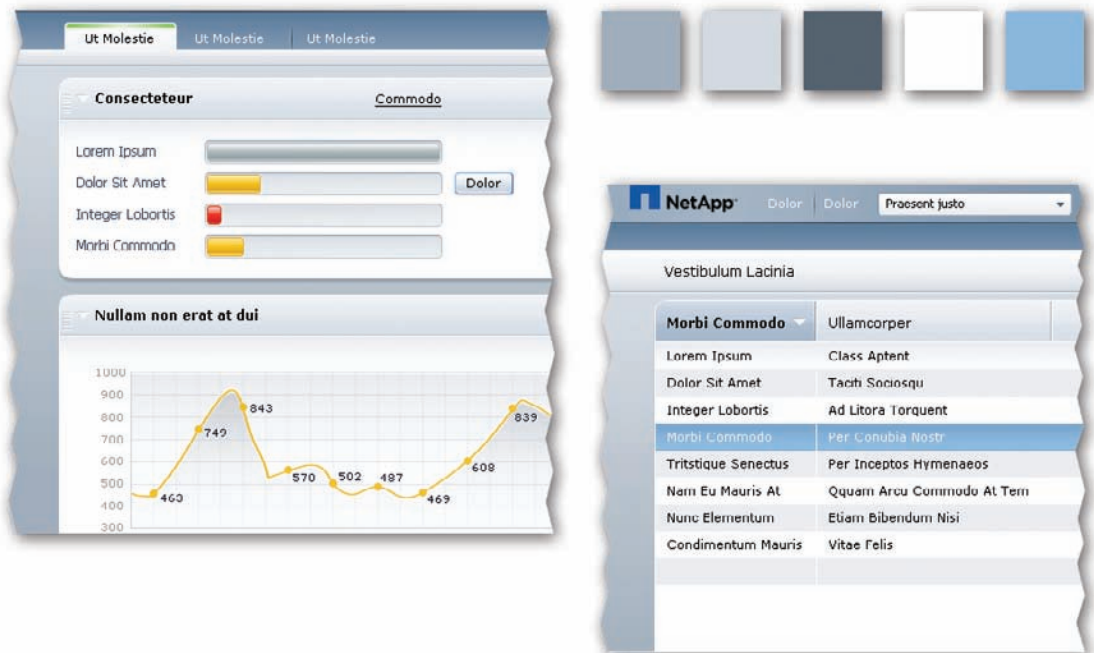 Ut Molestie Ut Molestie Ut Molestie
Consecteteur Commodo
Lorem Ipsum
Dolor Sit Amet Dolor
Integer Lobortis
Morbi Commodo
Nullam non erat at dui
1000
900
800
700
600
500
400
300
463
749
843
570
502
487
469
608
839
NetApp Dolor Dolor Praesent justo
Vestibulum Lacinia
Morbi Commodo Ullamcorper
Lorem Ipsum Class Aptent
Dolor Sit Amet Taciti Sociosqu
Integer Lobortis Ad Litora Torquent
Morbi Commodo Per Conubia Nostr
Tritstique Senectus Per Inceptos Hymenaeos
Nam Eu Mauris At Qquam Arcu Commodo At Tem
Nunc Elementum Etiam Bibendum Nisi
Condimentum Mauris Vitae Felis